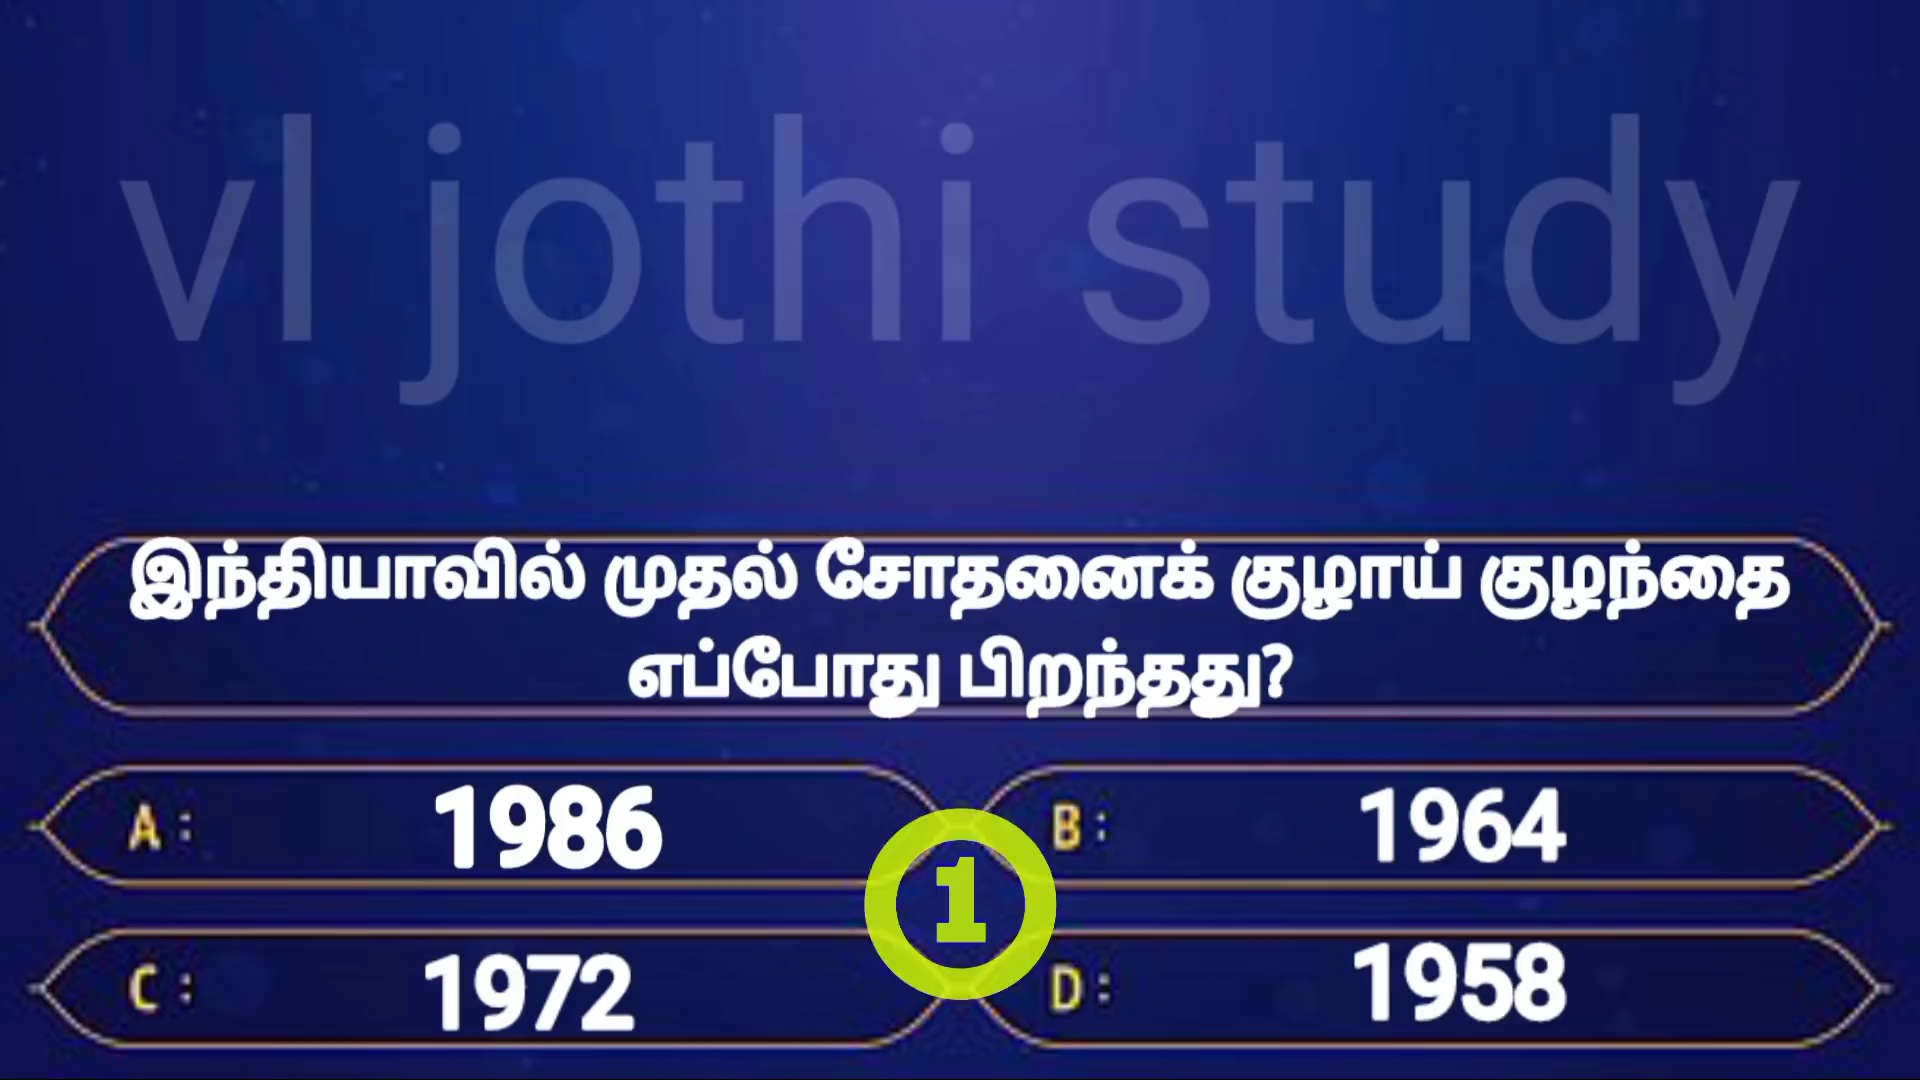 vl jothi study
இந்தியாவில் முதல் சோதனைக் குழாய் குழந்தை
எப்போது பிறந்தது?
A: 1986
B: 1964
1
C: 1972
D: 1958